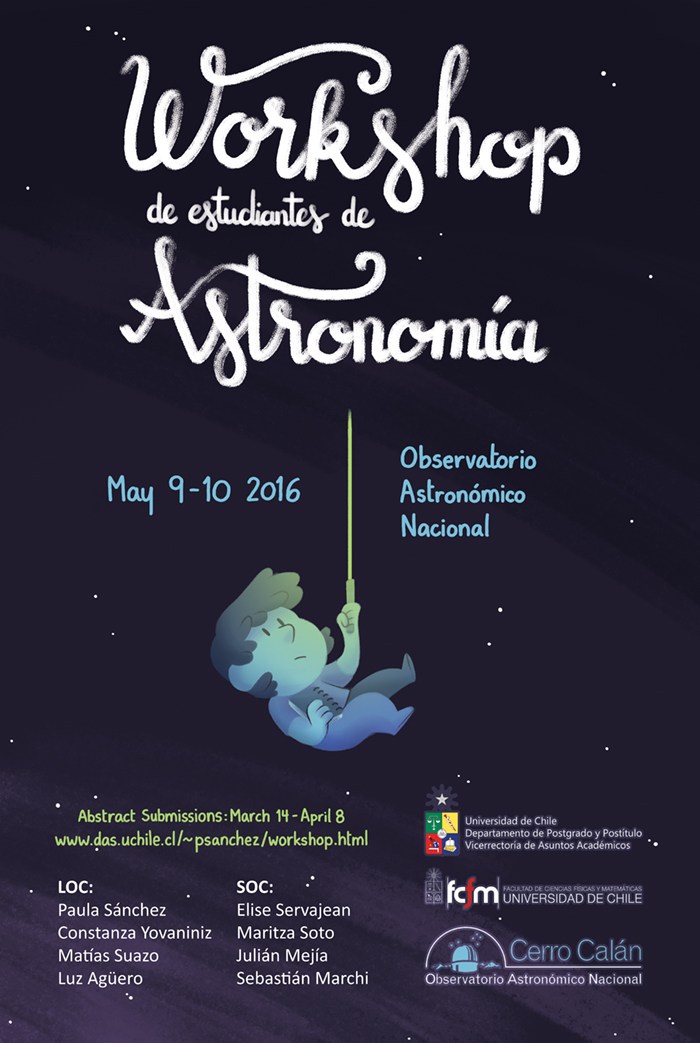 Workshop
de estudiantes de
Astronomía
May 9-10 2016
Observatorio
Astronómico
Nacional
Abstract Submissions: March 14 - April 8
www.das.uchile.cl/~psanchez/workshop.html
LOC:
Paula Sánchez
Constanza Yovaniniz
Matías Suazo
Luz Agüero
SOC:
Elise Servajean
Maritza Soto
Julián Mejía
Sebastián Marchi
Universidad de Chile
Departamento de Postgrado y Postítulo
Vicerrectoría de Asuntos Académicos
fcfm
FACULTAD DE CIENCIAS FÍSICAS Y MATEMÁTICAS
UNIVERSIDAD DE CHILE
Cerro Calán
Observatorio Astronómico Nacional